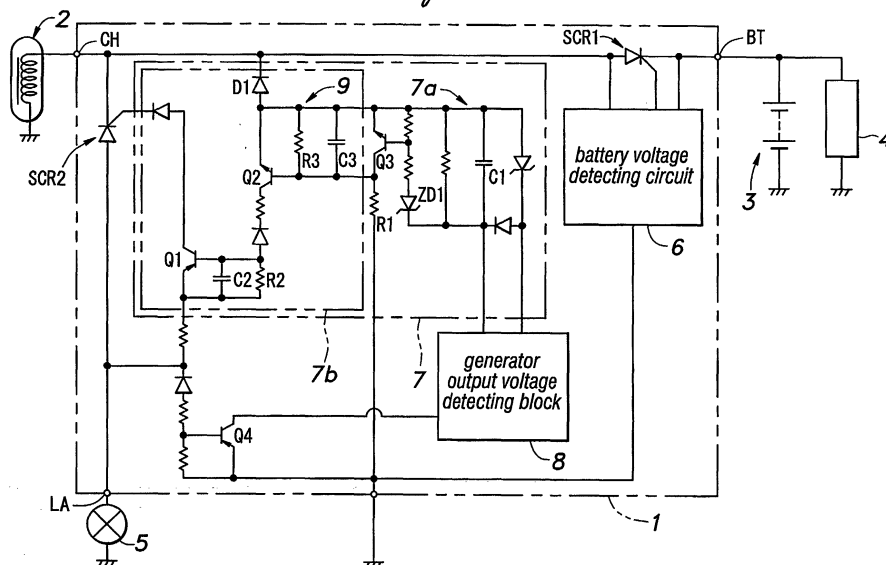 2
CH
SCR1
BT
D1
9
7a
SCR2
R3
C3
Q3
Q2
C1
ZD1
R1
battery voltage
detecting circuit
3
4
6
Q1
C2
R2
7b
7
generator
output voltage
detecting block
8
Q4
LA
5
1